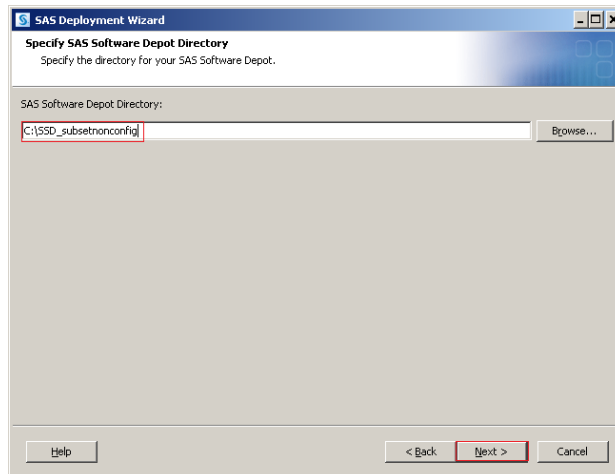 SAS Deployment Wizard
Specify SAS Software Depot Directory
Specify the directory for your SAS Software Depot.
SAS Software Depot Directory:
C:\SSD_subsetnonconfig
Browse...
Help
< Back
Next >
Cancel